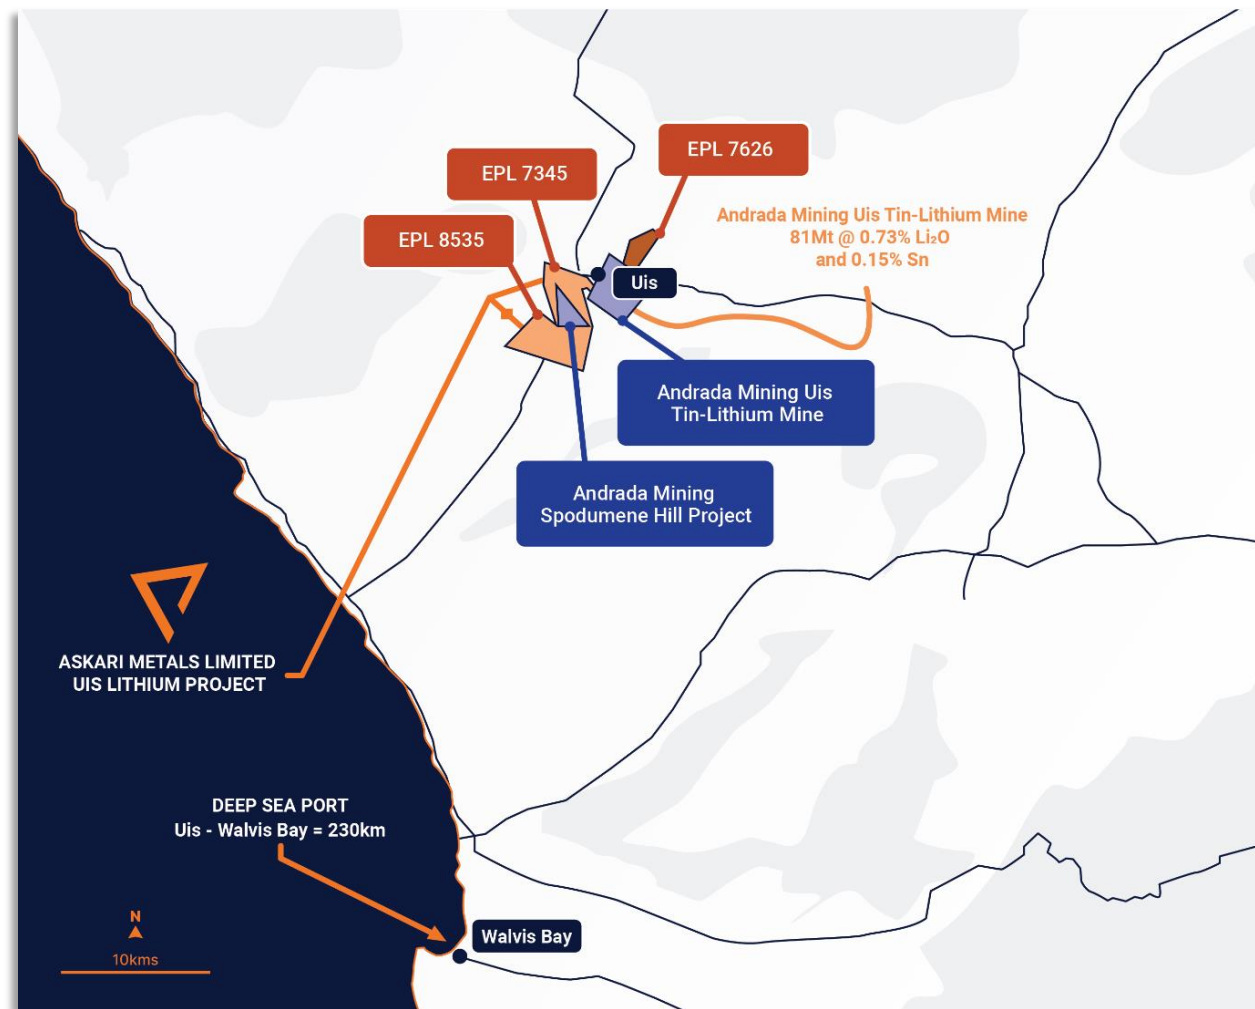 EPL 7626
EPL 7345
EPL 8535
Andrada Mining Uis Tin-Lithium Mine
81Mt @ 0.73% Li₂O
and 0.15% Sn
Uis
Andrada Mining Uis
Tin-Lithium Mine
Andrada Mining
Spodumene Hill Project
ASKARI METALS LIMITED
UIS LITHIUM PROJECT
DEEP SEA PORT
Uis - Walvis Bay = 230km
Walvis Bay
N
10kms